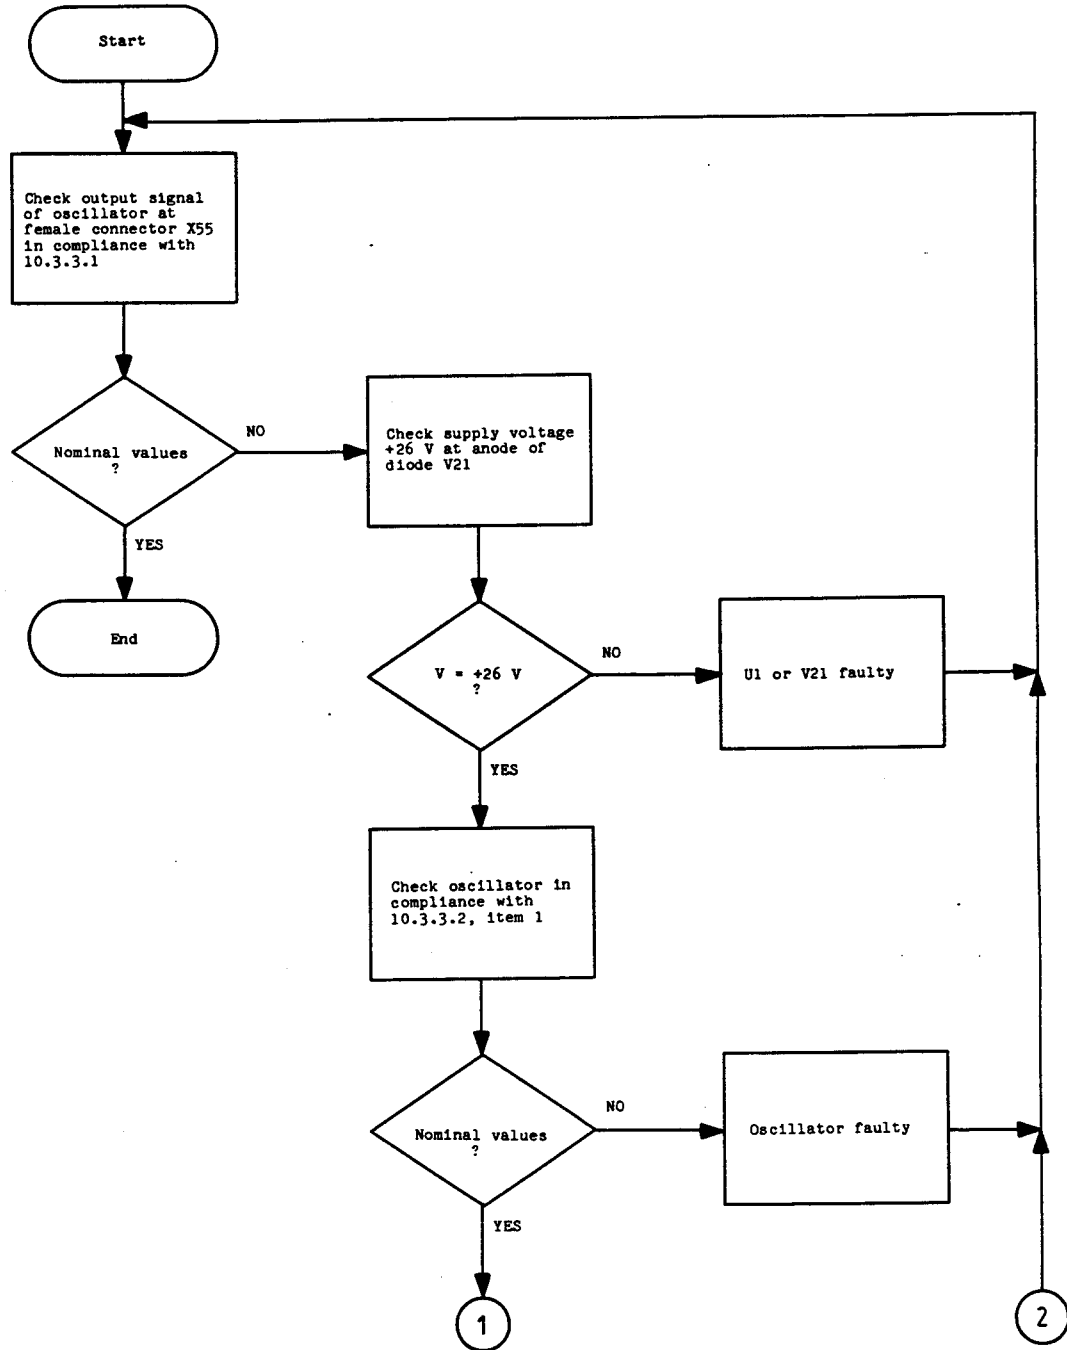 Start
Check output signal
of oscillator at
female connector X55
in compliance with
10.3.3.1
Nominal values
?
NO
YES
End
Check supply voltage
+26 V at anode of
diode V21
V = +26 V
?
NO
YES
U1 or V21 faulty
Check oscillator in
compliance with
10.3.3.2, item 1
Nominal values
?
NO
YES
Oscillator faulty
1
2